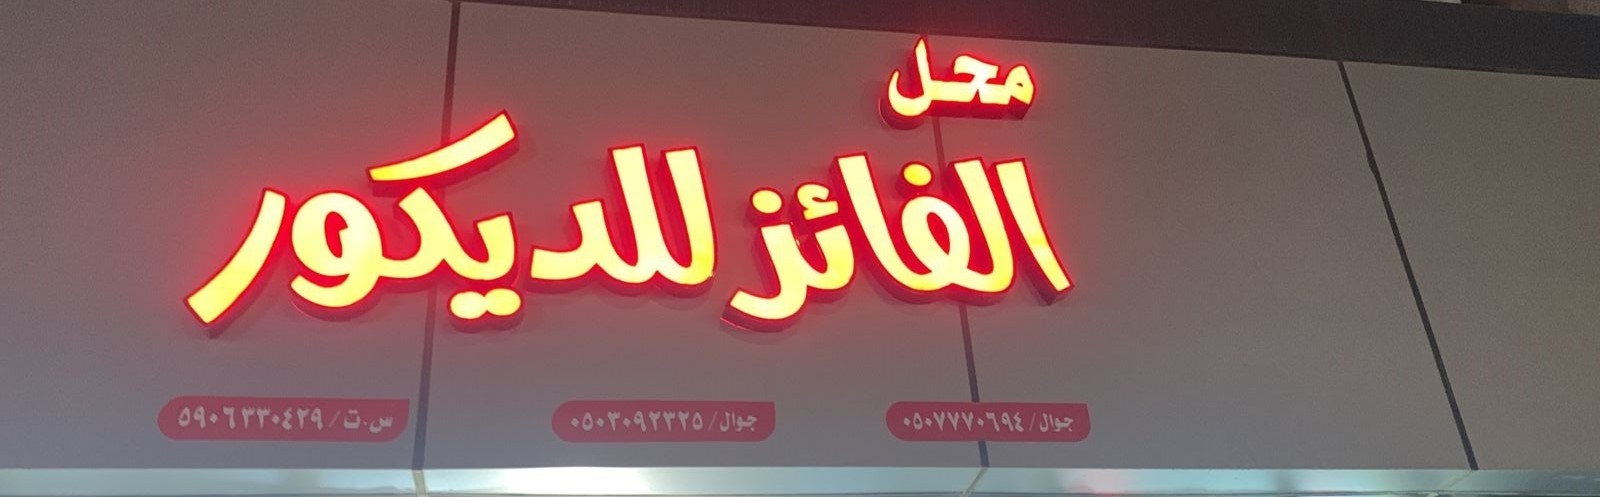 محل
الفائز للديكور
جوال/ ٠٥٠٧٧٧٠٦٩٤
جوال/ ٠٥٠٣٠٩٢٣٢٥
س.ت/ ٥٩٠٦٣٣٠٤٢٩